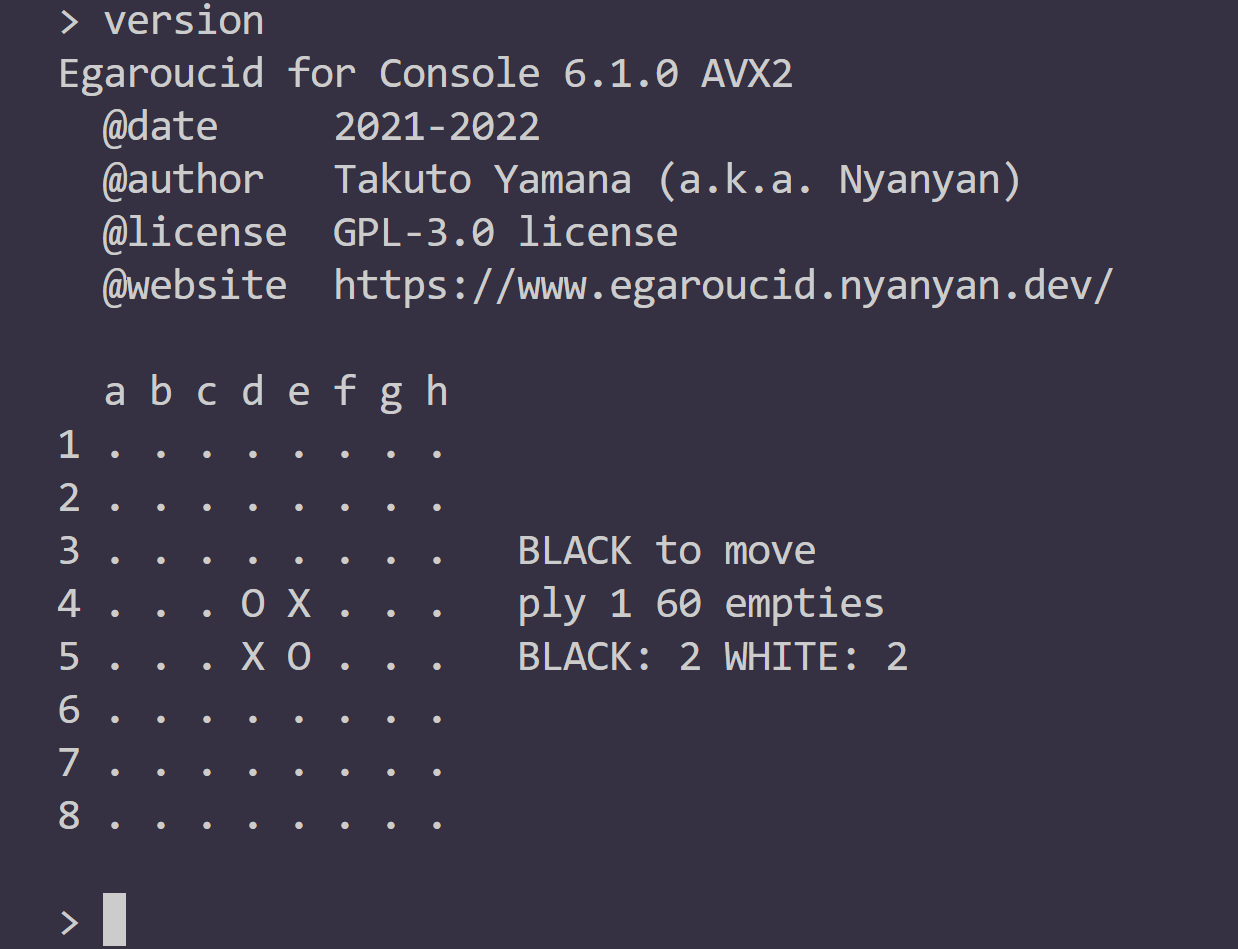 > version
Egaroucid for Console 6.1.0 AVX2
  @date     2021-2022
  @author   Takuto Yamana (a.k.a. Nyanyan)
  @license  GPL-3.0 license
  @website  https://www.egaroucid.nyanyan.dev/
  a b c d e f g h
1 . . . . . . . .
2 . . . . . . . .
3 . . . . . . . .   BLACK to move
4 . . . O X . . .   ply 1 60 empties
5 . . . X O . . .   BLACK: 2 WHITE: 2
6 . . . . . . . .
7 . . . . . . . .
8 . . . . . . . .
>